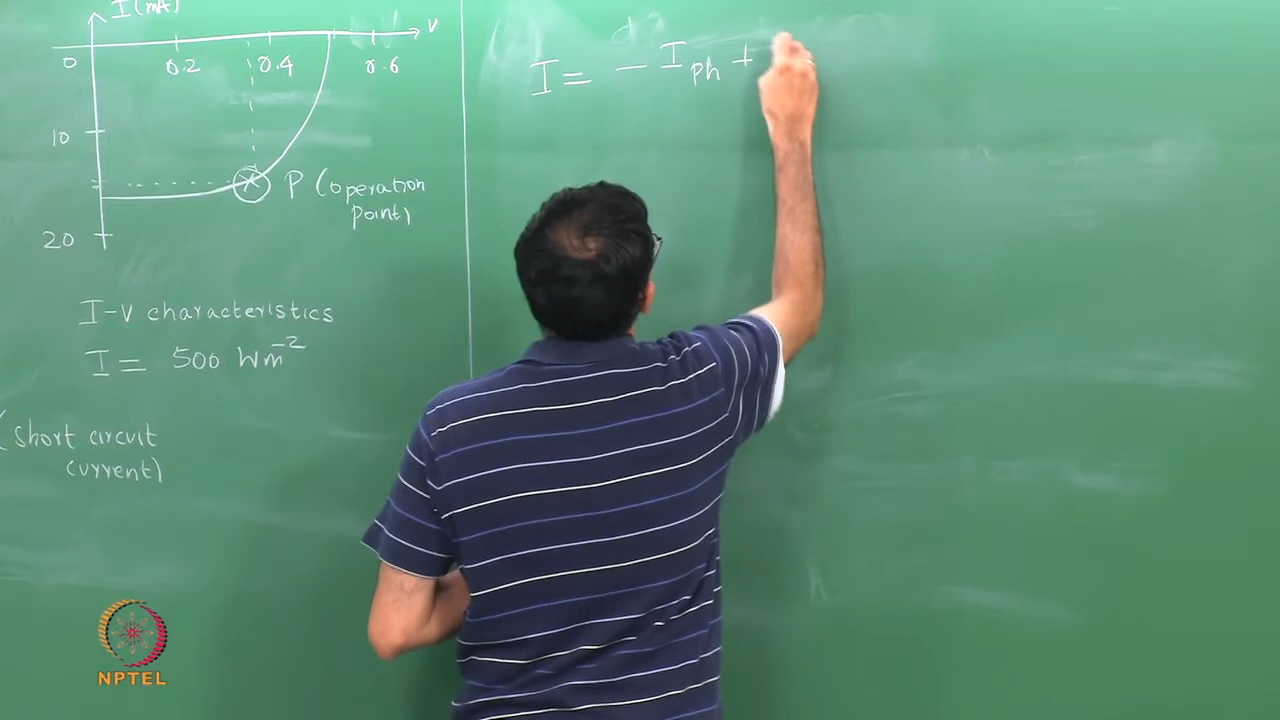 I (mA)
V
0 0.2 0.4 0.6
10
P (operation
point)
20
I-V characteristics
I = 500 Wm⁻²
(short circuit
current)
I = - I_ph +
NPTEL